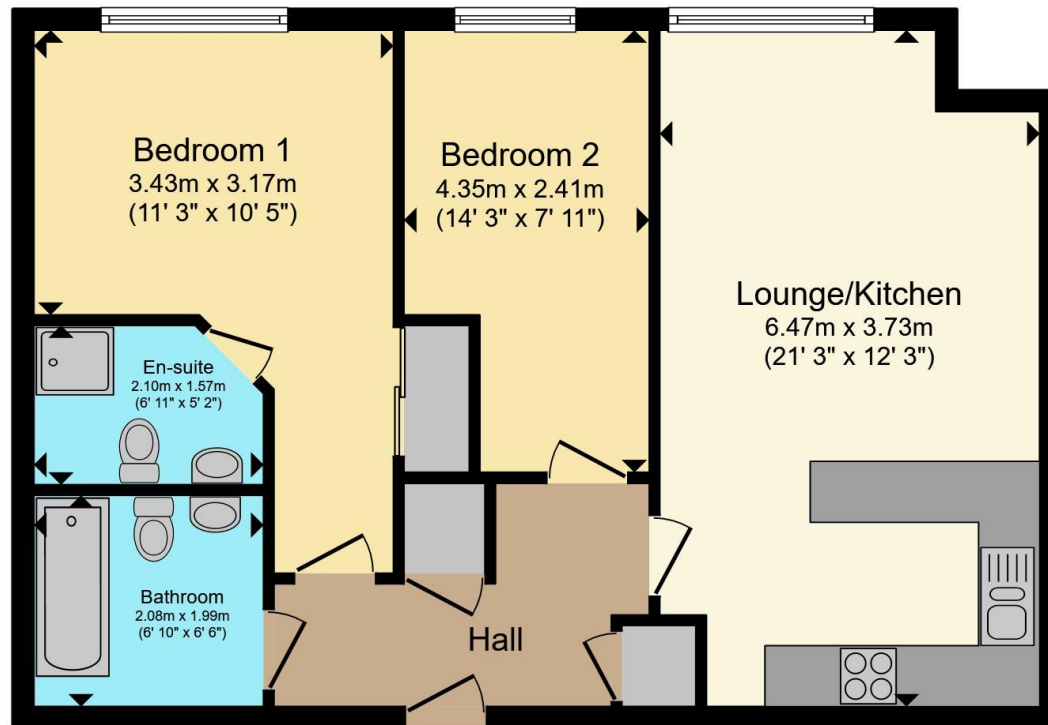 Bedroom 1
3.43m x 3.17m
(11' 3" x 10' 5")
Bedroom 2
4.35m x 2.41m
(14' 3" x 7' 11")
Lounge/Kitchen
6.47m x 3.73m
(21' 3" x 12' 3")
En-suite
2.10m x 1.57m
(6' 11" x 5' 2")
Bathroom
2.08m x 1.99m
(6' 10" x 6' 6")
Hall